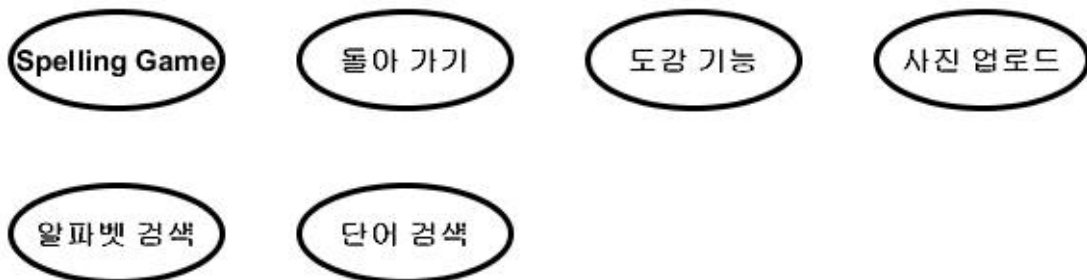 Spelling Game
돌아 가기
도감 기능
사진 업로드
알파벳 검색
단어 검색